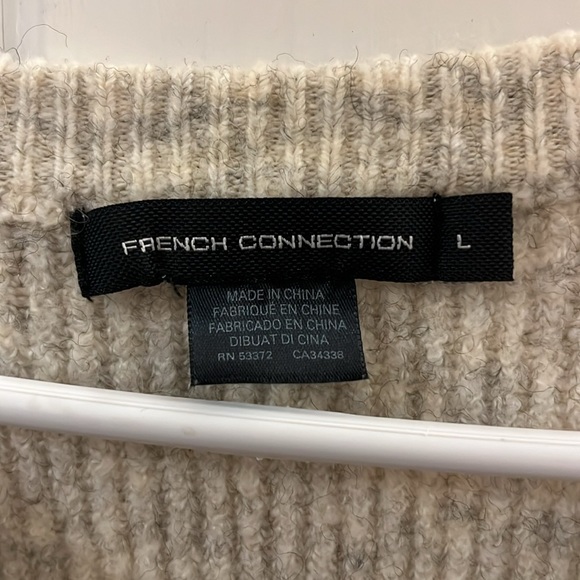 FRENCH CONNECTION L
MADE IN CHINA
FABRIQUÉ EN CHINE
FABRICADO EN CHINA
DIBUAT DI CINA
RN 53372 CA34338